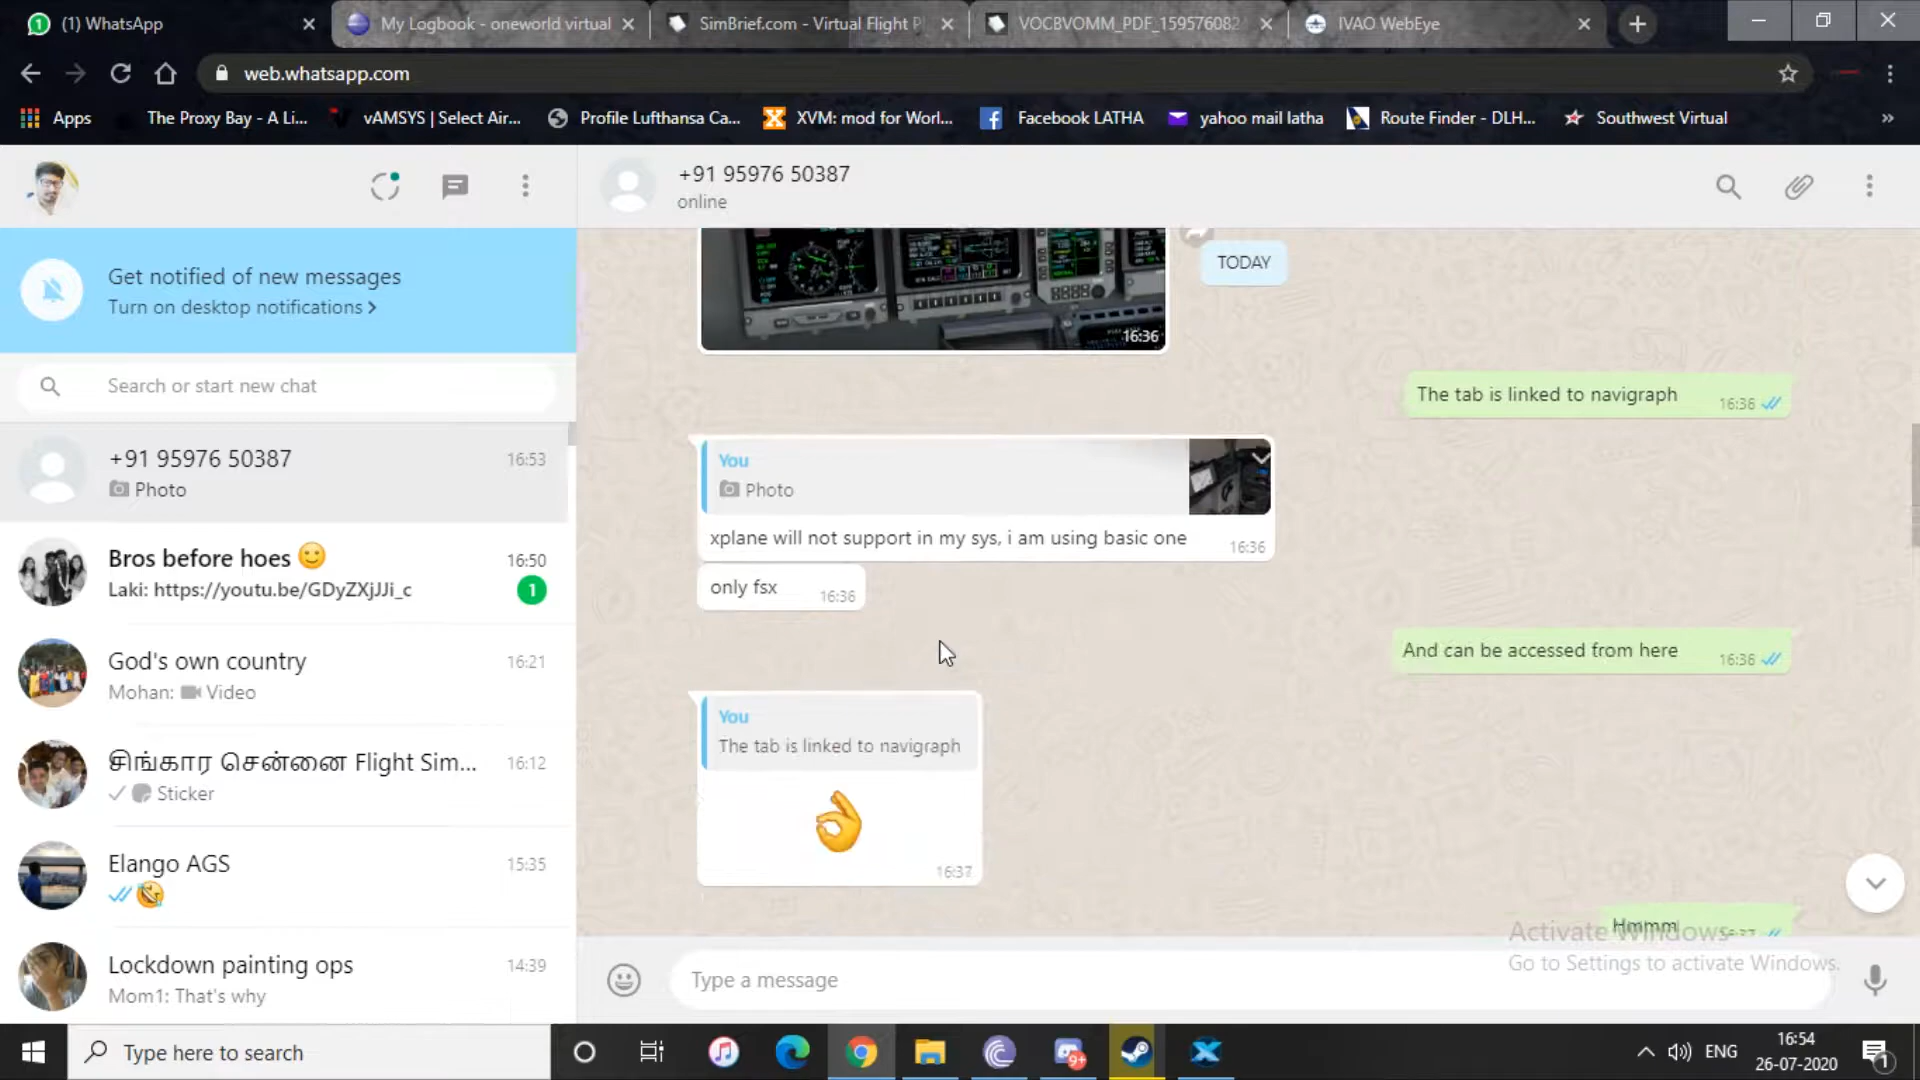 (1) WhatsApp
My Logbook - oneworld virtual
SimBrief.com - Virtual Flight P
VOCBVOMM_PDF_159576082
IVAO WebEye
web.whatsapp.com
Apps
The Proxy Bay - A Li...
vAMSYS | Select Air...
Profile Lufthansa Ca...
XVM: mod for Worl...
Facebook LATHA
yahoo mail latha
Route Finder - DLH...
Southwest Virtual
»
+91 95976 50387
online
Get notified of new messages
Turn on desktop notifications >
Search or start new chat
+91 95976 50387
16:53
Photo
Bros before hoes 🙂
16:50
Laki: https://youtu.be/GDyZXjJJi_c
1
God's own country
16:21
Mohan: Video
சிங்கார சென்னை Flight Sim...
16:12
Sticker
Elango AGS
15:35
🤣
Lockdown painting ops
14:39
Mom1: That's why
16:36
TODAY
The tab is linked to navigraph
16:36
You
Photo
xplane will not support in my sys, i am using basic one
16:36
only fsx
16:36
And can be accessed from here
16:36
You
The tab is linked to navigraph
👌
16:37
Hmmm
16:37
Type a message
Activate Windows
Go to Settings to activate Windows.
Type here to search
9+
ENG
16:54
26-07-2020
1